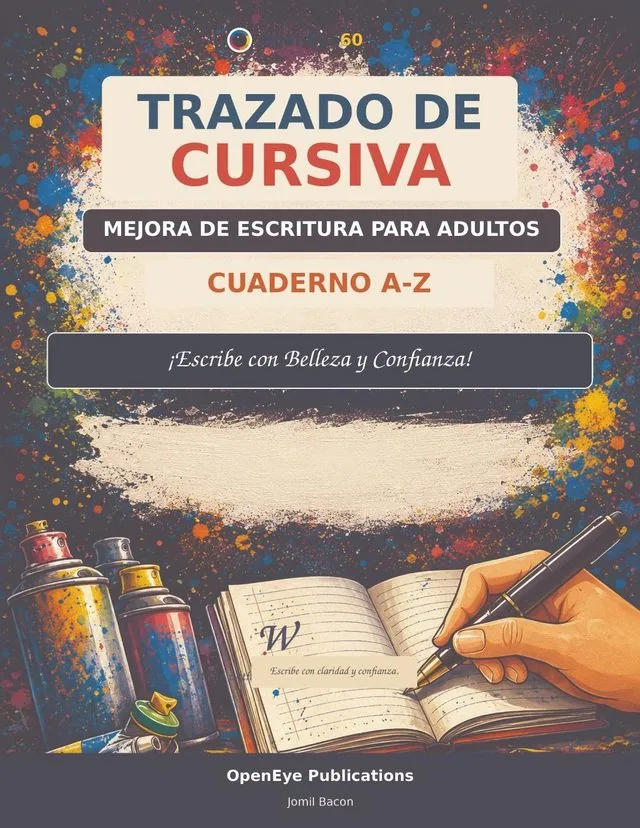 60
TRAZADO DE
CURSIVA
MEJORA DE ESCRITURA PARA ADULTOS
CUADERNO A-Z
¡Escribe con Belleza y Confianza!
W
Escribe con claridad y confianza.
OpenEye Publications
Jomil Bacon